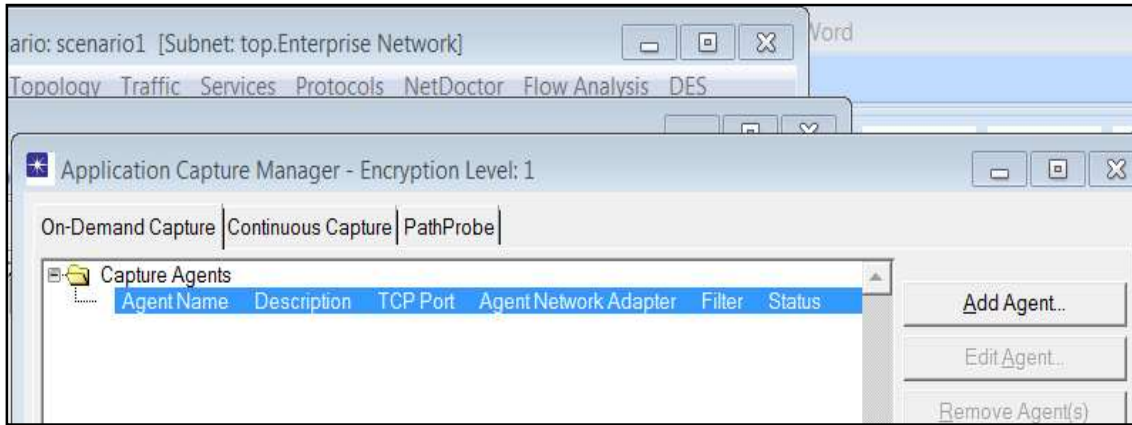 ario: scenario1 [Subnet: top.Enterprise Network]
Word
Topology Traffic Services Protocols NetDoctor Flow Analysis DES
Application Capture Manager - Encryption Level: 1
On-Demand Capture Continuous Capture PathProbe
Capture Agents
Agent Name Description TCP Port Agent Network Adapter Filter Status
Add Agent...
Edit Agent...
Remove Agent(s)